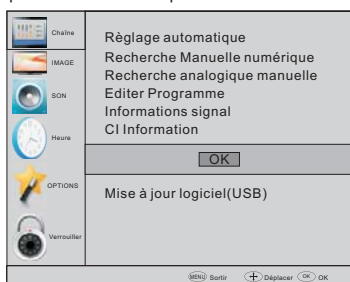 Chaîne
IMAGE
SON
Heure
OPTIONS
Verrouiller
Règlage automatique
Recherche Manuelle numérique
Recherche analogique manuelle
Editer Programme
Informations signal
CI Information
OK
Mise à jour logiciel(USB)
MENU Sortir Déplacer OK OK